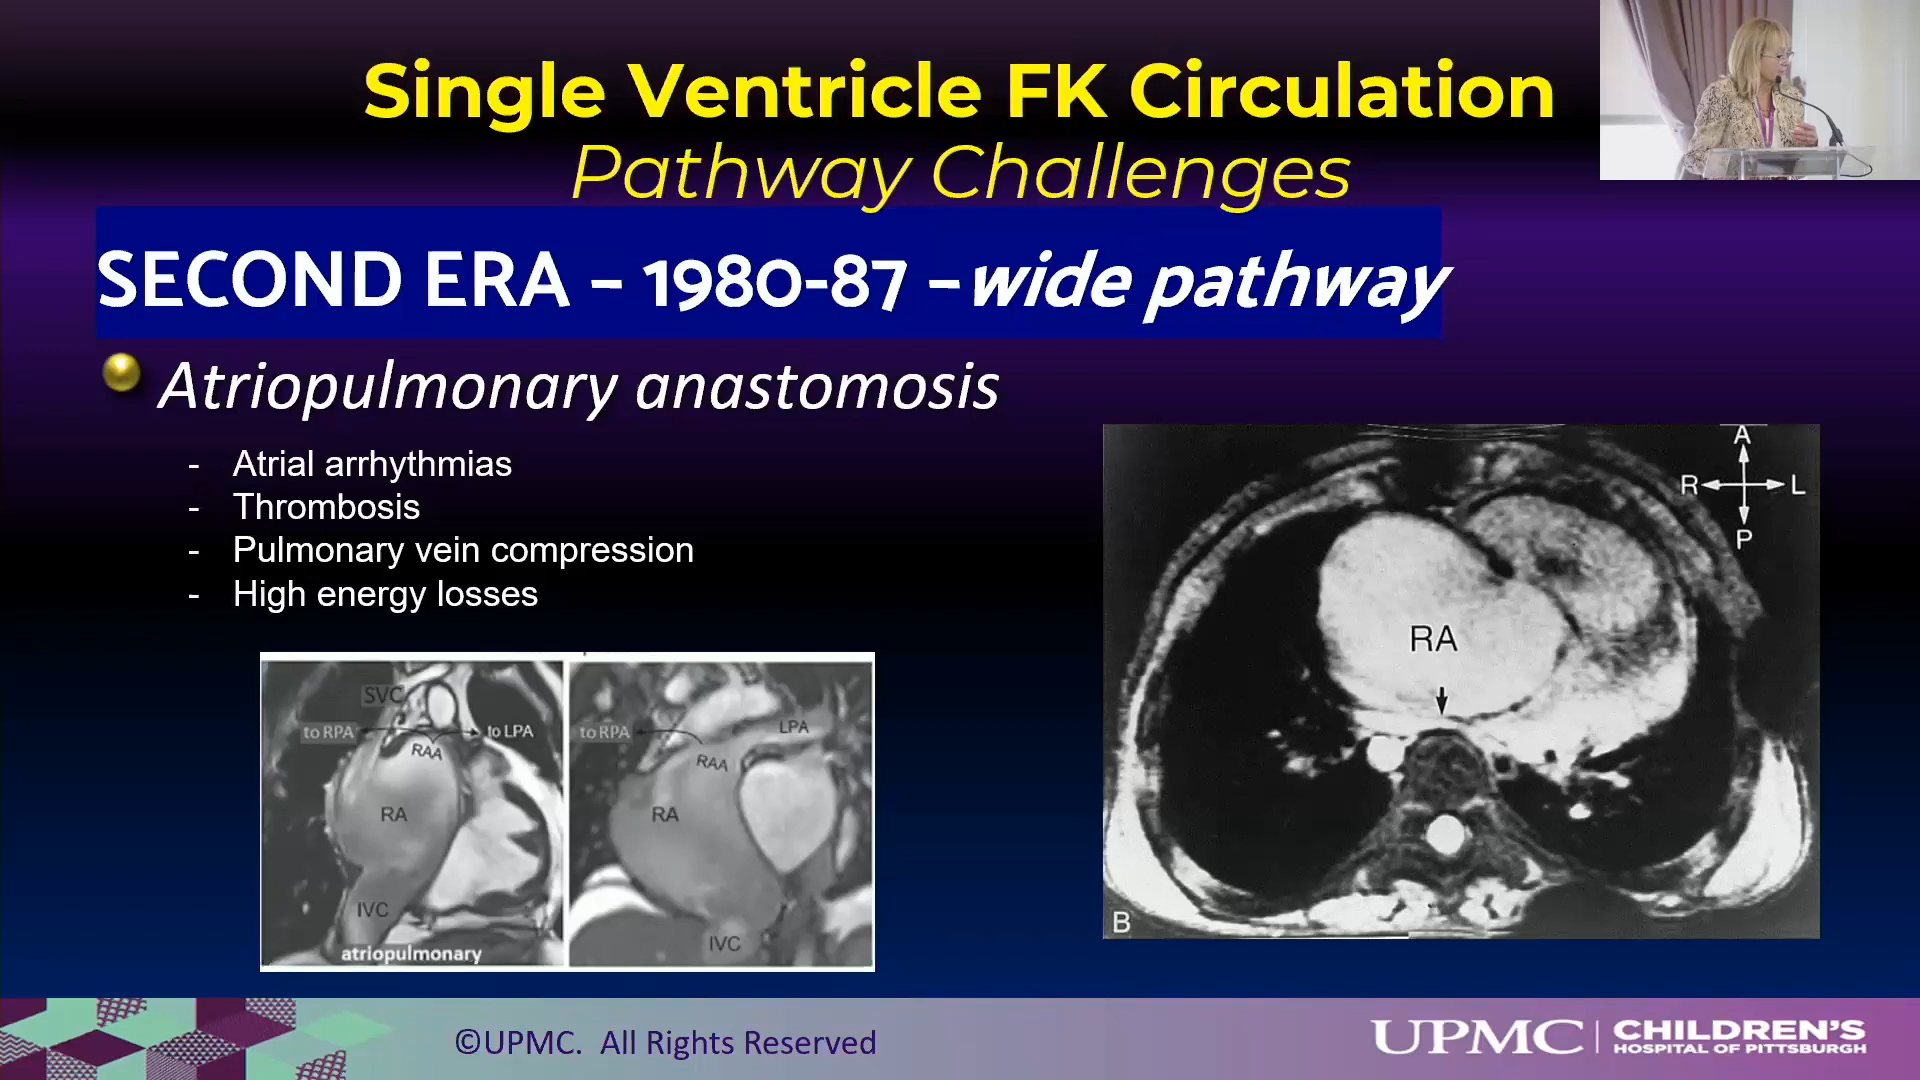 Single Ventricle FK Circulation
Pathway Challenges
SECOND ERA – 1980-87 –wide pathway
Atriopulmonary anastomosis
- Atrial arrhythmias
- Thrombosis
- Pulmonary vein compression
- High energy losses
SVC
to RPA
to LPA
RAA
RA
IVC
atriopulmonary
to RPA
LPA
RAA
RA
IVC
A
R
L
P
RA
B
©UPMC. All Rights Reserved
UPMC | CHILDREN'S
HOSPITAL OF PITTSBURGH